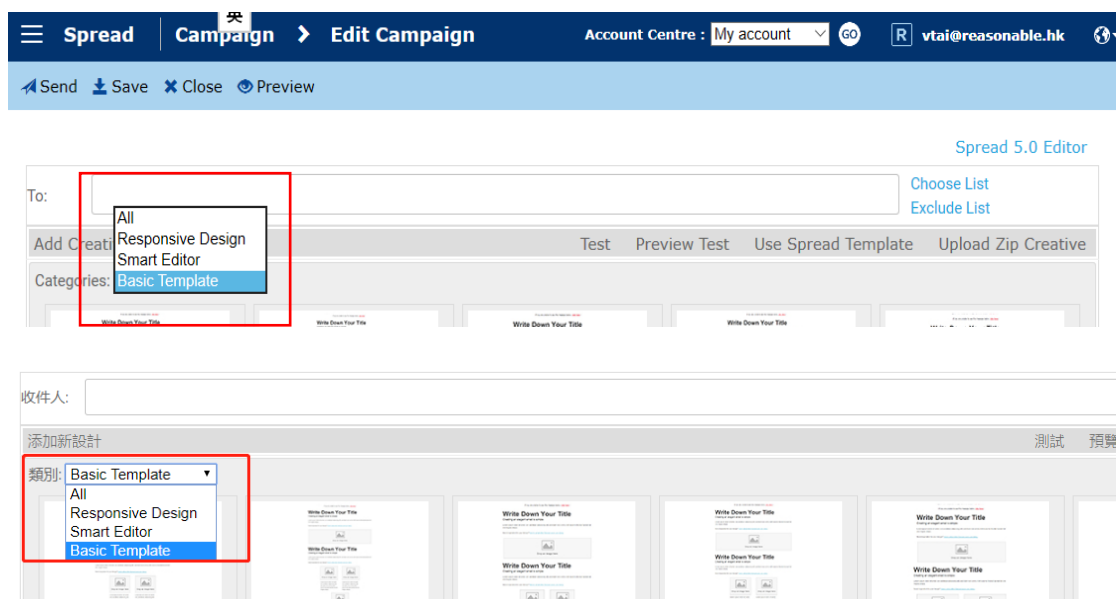 英
Spread Campaign Edit Campaign Account Centre : My account GO R vtai@reasonable.hk
Send Save Close Preview
Spread 5.0 Editor
To:
Choose List
Exclude List
All
Responsive Design
Smart Editor
Basic Template
Add Creati Test Preview Test Use Spread Template Upload Zip Creative
Categories:
Write Down Your Title Write Down Your Title Write Down Your Title Write Down Your Title
收件人:
添加新設計 測試 預覽
類別: Basic Template
All
Responsive Design
Smart Editor
Basic Template
Write Down Your Title Write Down Your Title Write Down Your Title Write Down Your Title
Write Down Your Title Write Down Your Title Write Down Your Title Write Down Your Title